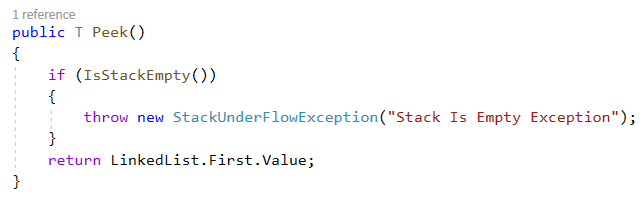 1 reference
public T Peek()
{
if (IsStackEmpty())
{
throw new StackUnderFlowException("Stack Is Empty Exception");
}
return LinkedList.First.Value;
}